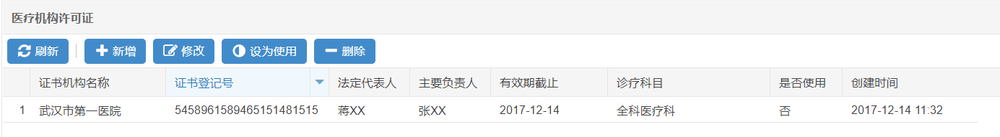 医疗机构许可证
刷新 新增 修改 设为使用 删除
证书机构名称 证书登记号 法定代表人 主要负责人 有效期截止 诊疗科目 是否使用 创建时间
1 武汉市第一医院 5458961589465151481515 蒋XX 张XX 2017-12-14 全科医疗科 否 2017-12-14 11:32